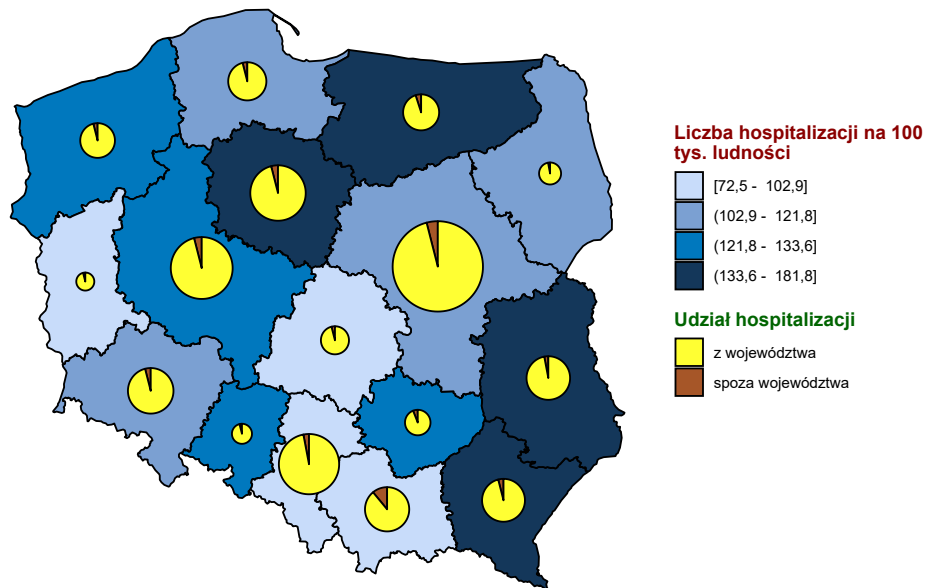 Liczba hospitalizacji na 100
tys. ludności
[72,5 - 102,9]
(102,9 - 121,8]
(121,8 - 133,6]
(133,6 - 181,8]
Udział hospitalizacji
z województwa
spoza województwa